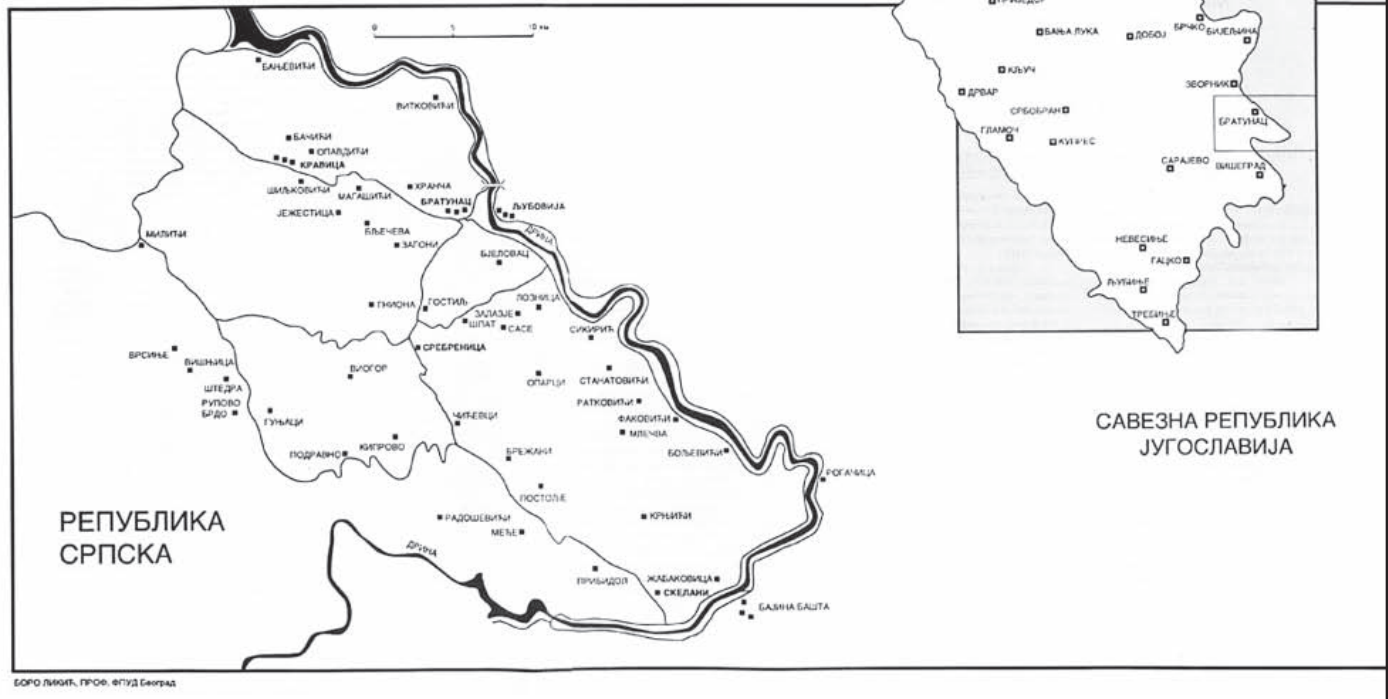 0 5 10 км
БАЊЕВИЋИ
ВИТКОВИЋИ
БАЧИЋИ
ОПАВДИЋИ
КРАВИЦА
ШИЉКОВИЋИ
МАГАШИЋИ
ХРАНЧА
ЈЕЖЕСТИЦА
БРАТУНАЦ
ЉУБОВИЈА
БЉЕЧЕВА
ДРИНА
МИЛИЋИ
ЗАГОНИ
БЈЕЛОВАЦ
ГНИОНА
ГОСТИЉ
ЛОЗНИЦА
ЗАЛАЗЈЕ
ШПАТ
САСЕ
СИКИРИЋ
СРЕБРЕНИЦА
ВРСИЊЕ
ВИШЊИЦА
ШТЕДРА
ВИОГОР
ОПАРЦИ
СТАНАТОВИЋИ
РУПОВО
БРДО
ГУЊАЦИ
РАТКОВИЋИ
ЧИЋЕВЦИ
ФАКОВИЋИ
МЛЕЧВА
КИПРОВО
ПОДРАВНО
БРЕЖАНИ
БОЉЕВИЋИ
РОГАЧИЦА
ПОСТОЉЕ
РАДОШЕВИЋИ
КРЊИЋИ
МЕЂЕ
ДРИНА
ПРИБИДОЛ
ЖАБАКОВИЦА
СКЕЛАНИ
БАЈИНА БАШТА
РЕПУБЛИКА
СРПСКА
ПРИЈЕДОР
БАЊА ЛУКА
ДОБОЈ
БРЧКО
БИЈЕЉИНА
КЉУЧ
ДРВАР
ЗВОРНИК
СРБОБРАН
БРАТУНАЦ
ГЛАМОЧ
КУПРЕС
САРАЈЕВО
ВИШЕГРАД
НЕВЕСИЊЕ
ГАЦКО
ЉУБИЊЕ
ТРЕБИЊЕ
САВЕЗНА РЕПУБЛИКА
ЈУГОСЛАВИЈА
БОРО ЛИКИЋ, ПРОФ. ФПУД Београд